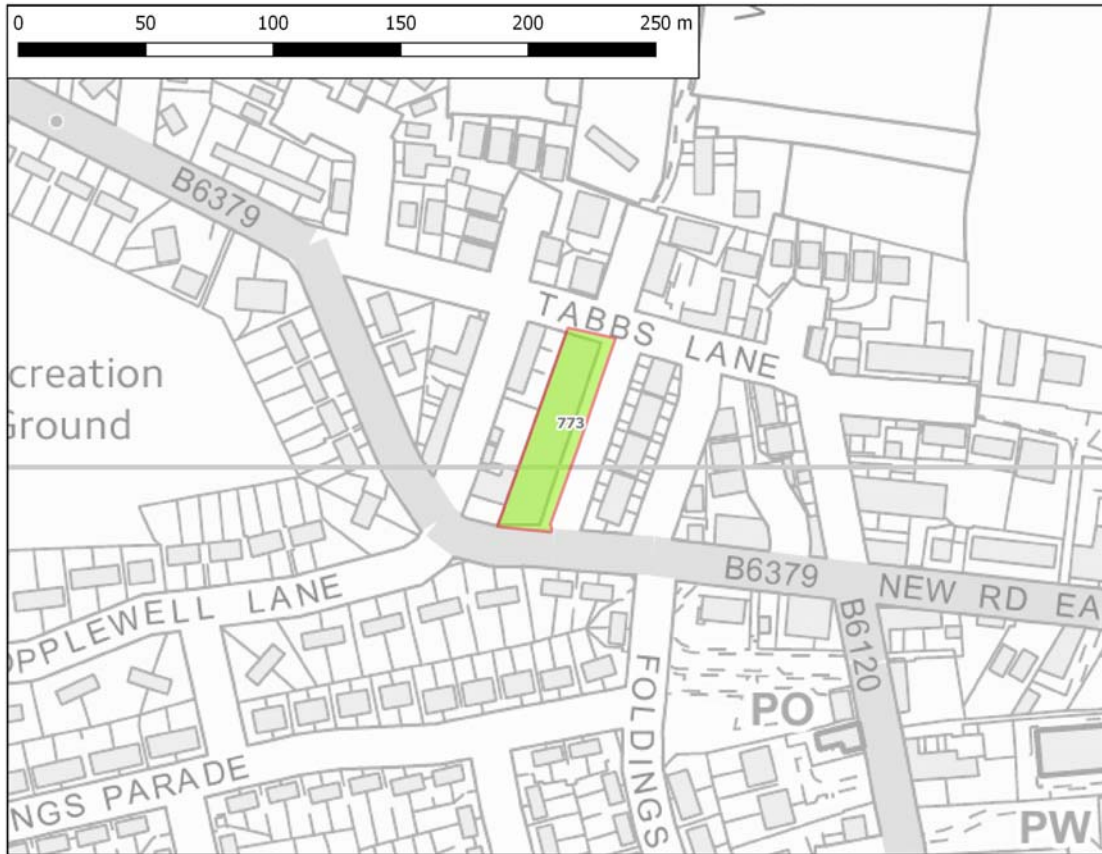 0 50 100 150 200 250 m
B6379
TABBS LANE
creation
Ground
773
B6379
NEW RD EA
OPPLEWELL LANE
B6120
FOLDINGS
PO
NGS PARADE
PW